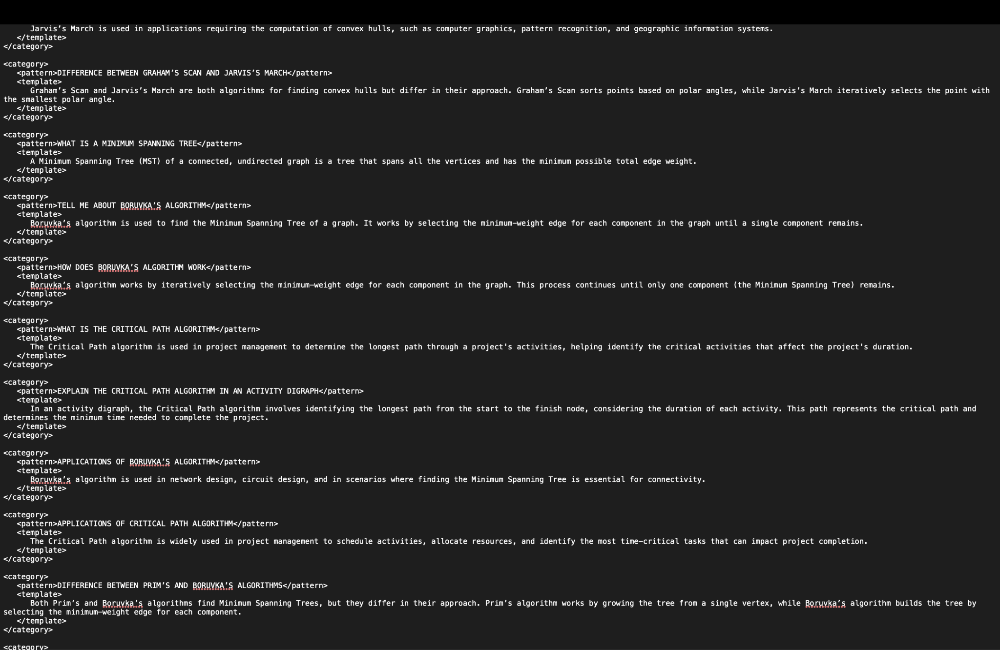 Jarvis’s March is used in applications requiring the computation of convex hulls, such as computer graphics, pattern recognition, and geographic information systems.
</template>
</category>
<category>
<pattern>DIFFERENCE BETWEEN GRAHAM’S SCAN AND JARVIS’S MARCH</pattern>
<template>
Graham’s Scan and Jarvis’s March are both algorithms for finding convex hulls but differ in their approach. Graham’s Scan sorts points based on polar angles, while Jarvis’s March iteratively selects the point with
the smallest polar angle.
</template>
</category>
<category>
<pattern>WHAT IS A MINIMUM SPANNING TREE</pattern>
<template>
A Minimum Spanning Tree (MST) of a connected, undirected graph is a tree that spans all the vertices and has the minimum possible total edge weight.
</template>
</category>
<category>
<pattern>TELL ME ABOUT BORUVKA’S ALGORITHM</pattern>
<template>
Boruvka’s algorithm is used to find the Minimum Spanning Tree of a graph. It works by selecting the minimum-weight edge for each component in the graph until a single component remains.
</template>
</category>
<category>
<pattern>HOW DOES BORUVKA’S ALGORITHM WORK</pattern>
<template>
Boruvka’s algorithm works by iteratively selecting the minimum-weight edge for each component in the graph. This process continues until only one component (the Minimum Spanning Tree) remains.
</template>
</category>
<category>
<pattern>WHAT IS THE CRITICAL PATH ALGORITHM</pattern>
<template>
The Critical Path algorithm is used in project management to determine the longest path through a project's activities, helping identify the critical activities that affect the project's duration.
</template>
</category>
<category>
<pattern>EXPLAIN THE CRITICAL PATH ALGORITHM IN AN ACTIVITY DIGRAPH</pattern>
<template>
In an activity digraph, the Critical Path algorithm involves identifying the longest path from the start to the finish node, considering the duration of each activity. This path represents the critical path and
determines the minimum time needed to complete the project.
</template>
</category>
<category>
<pattern>APPLICATIONS OF BORUVKA’S ALGORITHM</pattern>
<template>
Boruvka’s algorithm is used in network design, circuit design, and in scenarios where finding the Minimum Spanning Tree is essential for connectivity.
</template>
</category>
<category>
<pattern>APPLICATIONS OF CRITICAL PATH ALGORITHM</pattern>
<template>
The Critical Path algorithm is widely used in project management to schedule activities, allocate resources, and identify the most time-critical tasks that can impact project completion.
</template>
</category>
<category>
<pattern>DIFFERENCE BETWEEN PRIM’S AND BORUVKA’S ALGORITHMS</pattern>
<template>
Both Prim’s and Boruvka’s algorithms find Minimum Spanning Trees, but they differ in their approach. Prim’s algorithm works by growing the tree from a single vertex, while Boruvka’s algorithm builds the tree by
selecting the minimum-weight edge for each component.
</template>
</category>
<category>